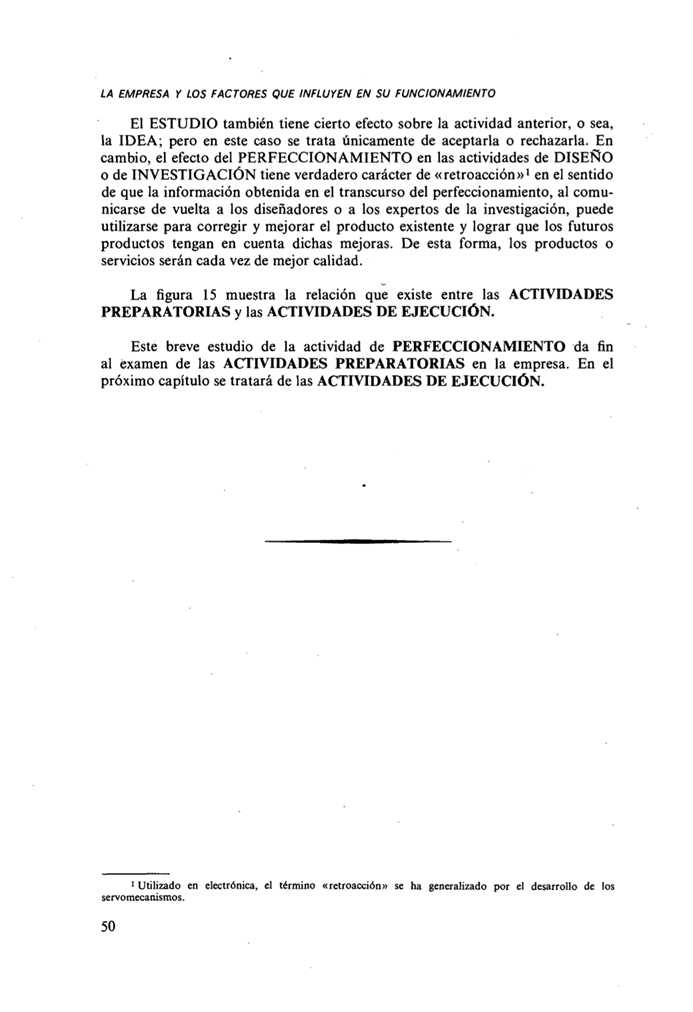 LA EMPRESA Y LOS FACTORES QUE INFLUYEN EN SU FUNCIONAMIENTO
El ESTUDIO también tiene cierto efecto sobre la actividad anterior, o sea,
la IDEA; pero en este caso se trata únicamente de aceptarla o rechazarla. En
cambio, el efecto del PERFECCIONAMIENTO en las actividades de DISEÑO
o de INVESTIGACIÓN tiene verdadero carácter de «retroacción»¹ en el sentido
de que la información obtenida en el transcurso del perfeccionamiento, al comu-
nicarse de vuelta a los diseñadores o a los expertos de la investigación, puede
utilizarse para corregir y mejorar el producto existente y lograr que los futuros
productos tengan en cuenta dichas mejoras. De esta forma, los productos o
servicios serán cada vez de mejor calidad.
La figura 15 muestra la relación que existe entre las ACTIVIDADES
PREPARATORIAS y las ACTIVIDADES DE EJECUCIÓN.
Este breve estudio de la actividad de PERFECCIONAMIENTO da fin
al examen de las ACTIVIDADES PREPARATORIAS en la empresa. En el
próximo capítulo se tratará de las ACTIVIDADES DE EJECUCIÓN.
¹ Utilizado en electrónica, el término «retroacción» se ha generalizado por el desarrollo de los
servomecanismos.
50